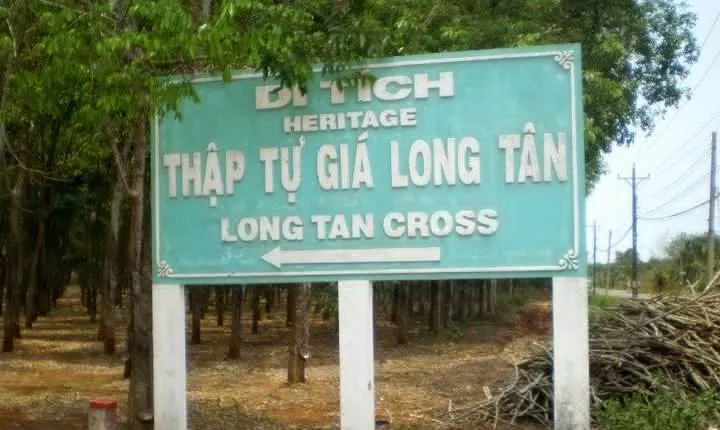 DI TÍCH
HERITAGE
THẬP TỰ GIÁ LONG TÂN
LONG TAN CROSS